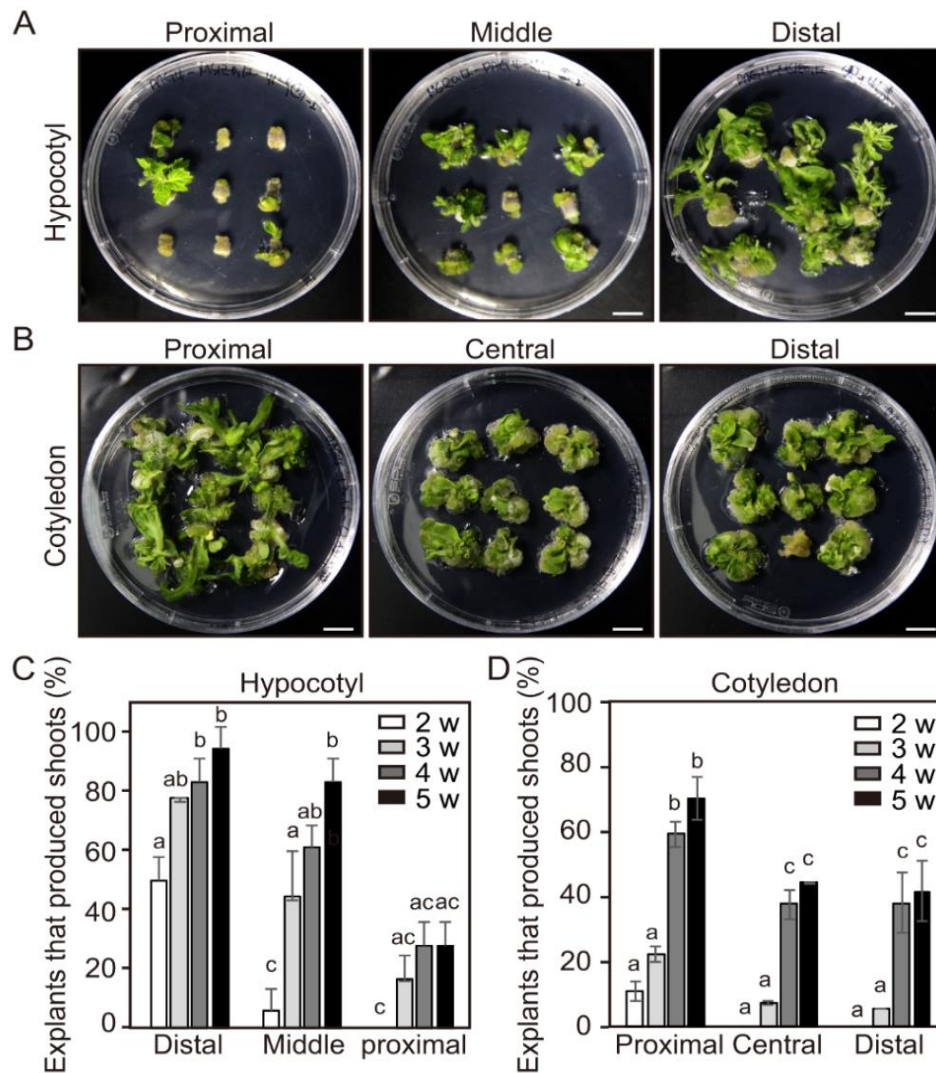 A
Proximal Middle Distal
Hypocotyl
B
Proximal Central Distal
Cotyledon
C
Hypocotyl
Explants that produced shoots (%)
100
80
60
40
20
0
2 w
3 w
4 w
5 w
a ab b b
c a ab b b
c ac ac ac
Distal Middle proximal
D
Cotyledon
Explants that produced shoots (%)
100
80
60
40
20
0
2 w
3 w
4 w
5 w
a a b b
a a c c
a a c c
Proximal Central Distal